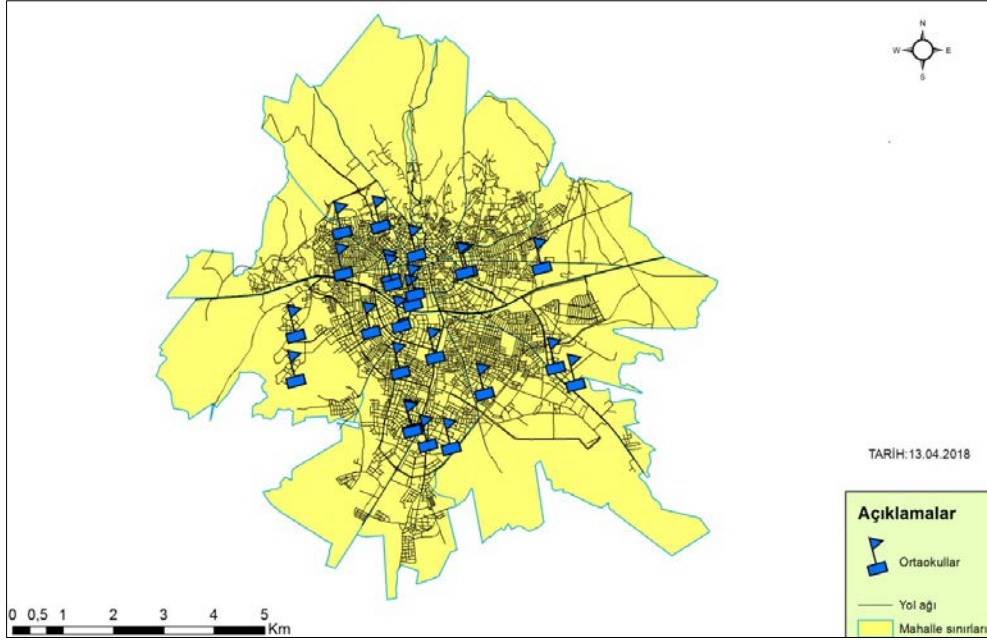 N
W E
S
TARİH:13.04.2018
Açıklamalar
Ortaokullar
Yol ağı
Mahalle sınırları
0 0,5 1 2 3 4 5
Km